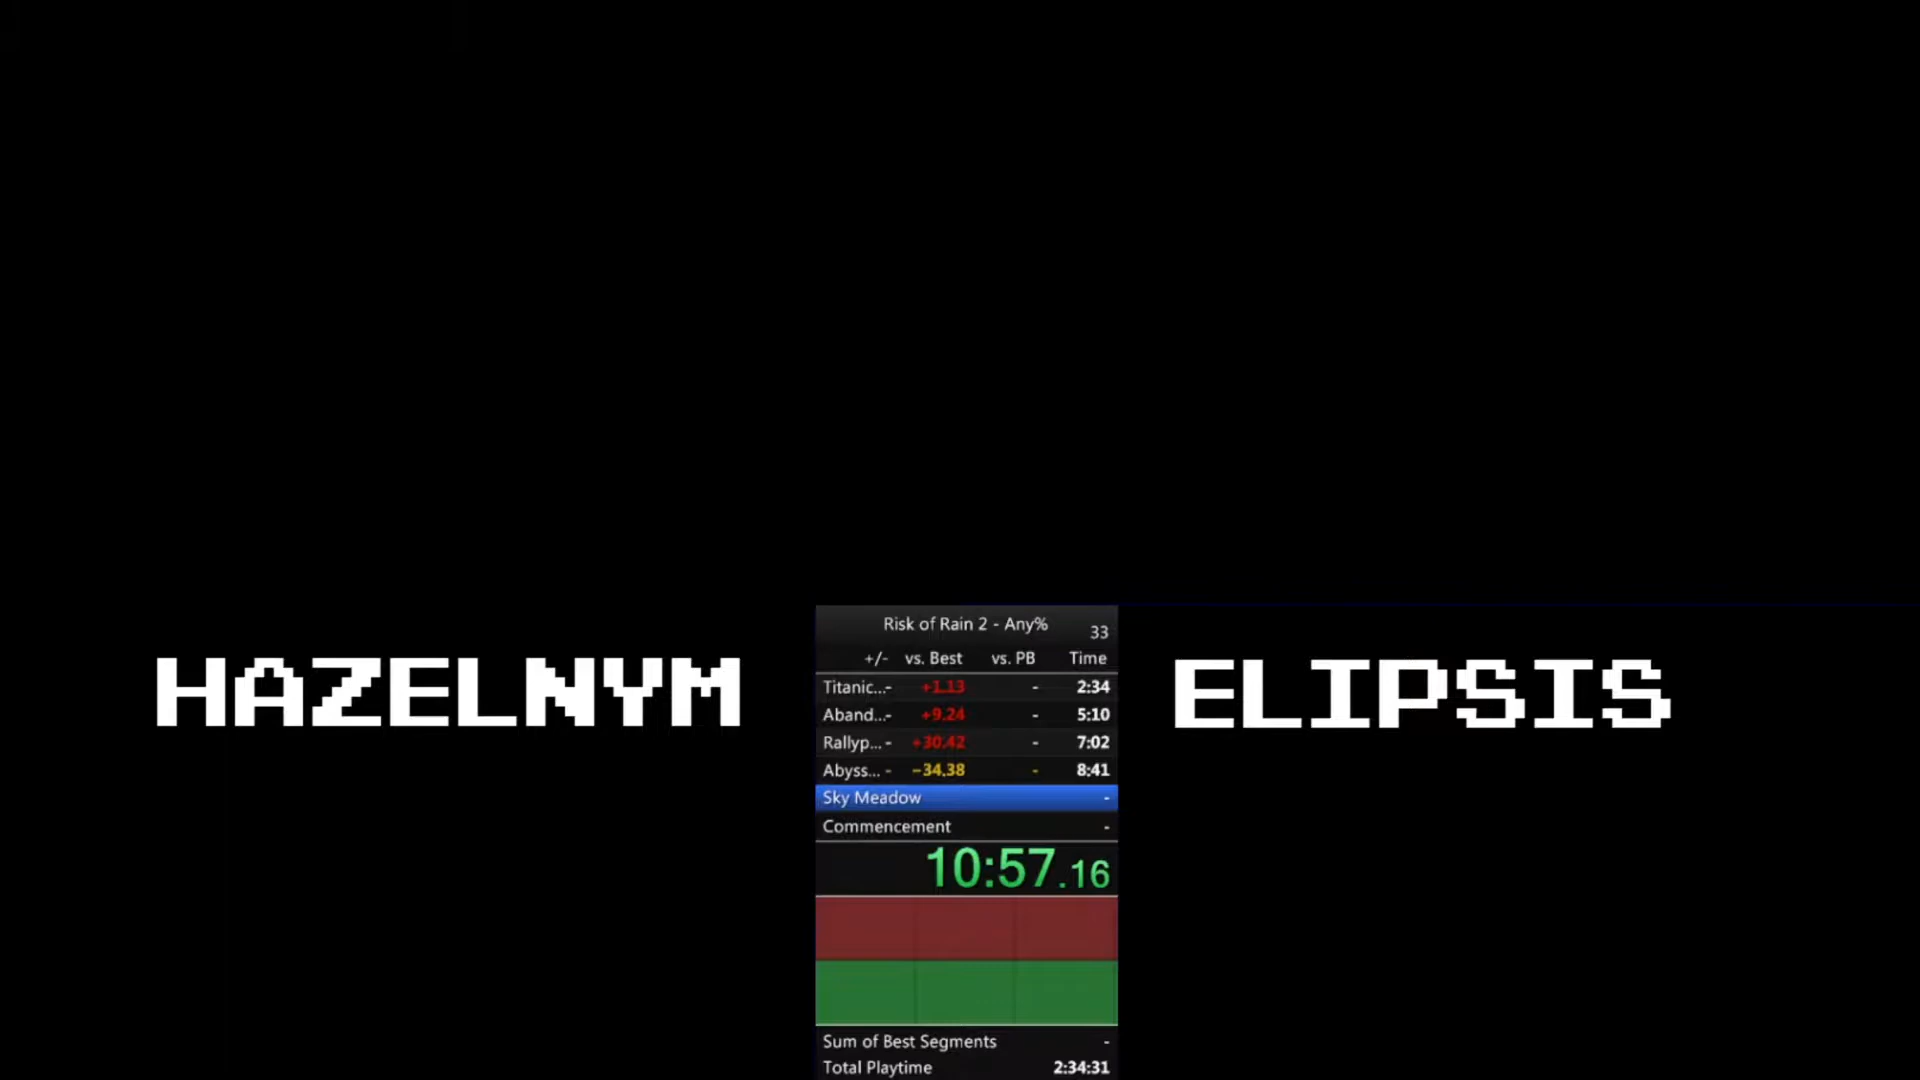 HAZELNYM
Risk of Rain 2 - Any%
33
+/- vs. Best vs. PB Time
Titanic...- +1.13 - 2:34
Aband...- +9.24 - 5:10
Rallyp... - +30.42 - 7:02
Abyss... - −34.38 - 8:41
Sky Meadow -
Commencement -
10:57.16
Sum of Best Segments -
Total Playtime 2:34:31
ELIPSIS